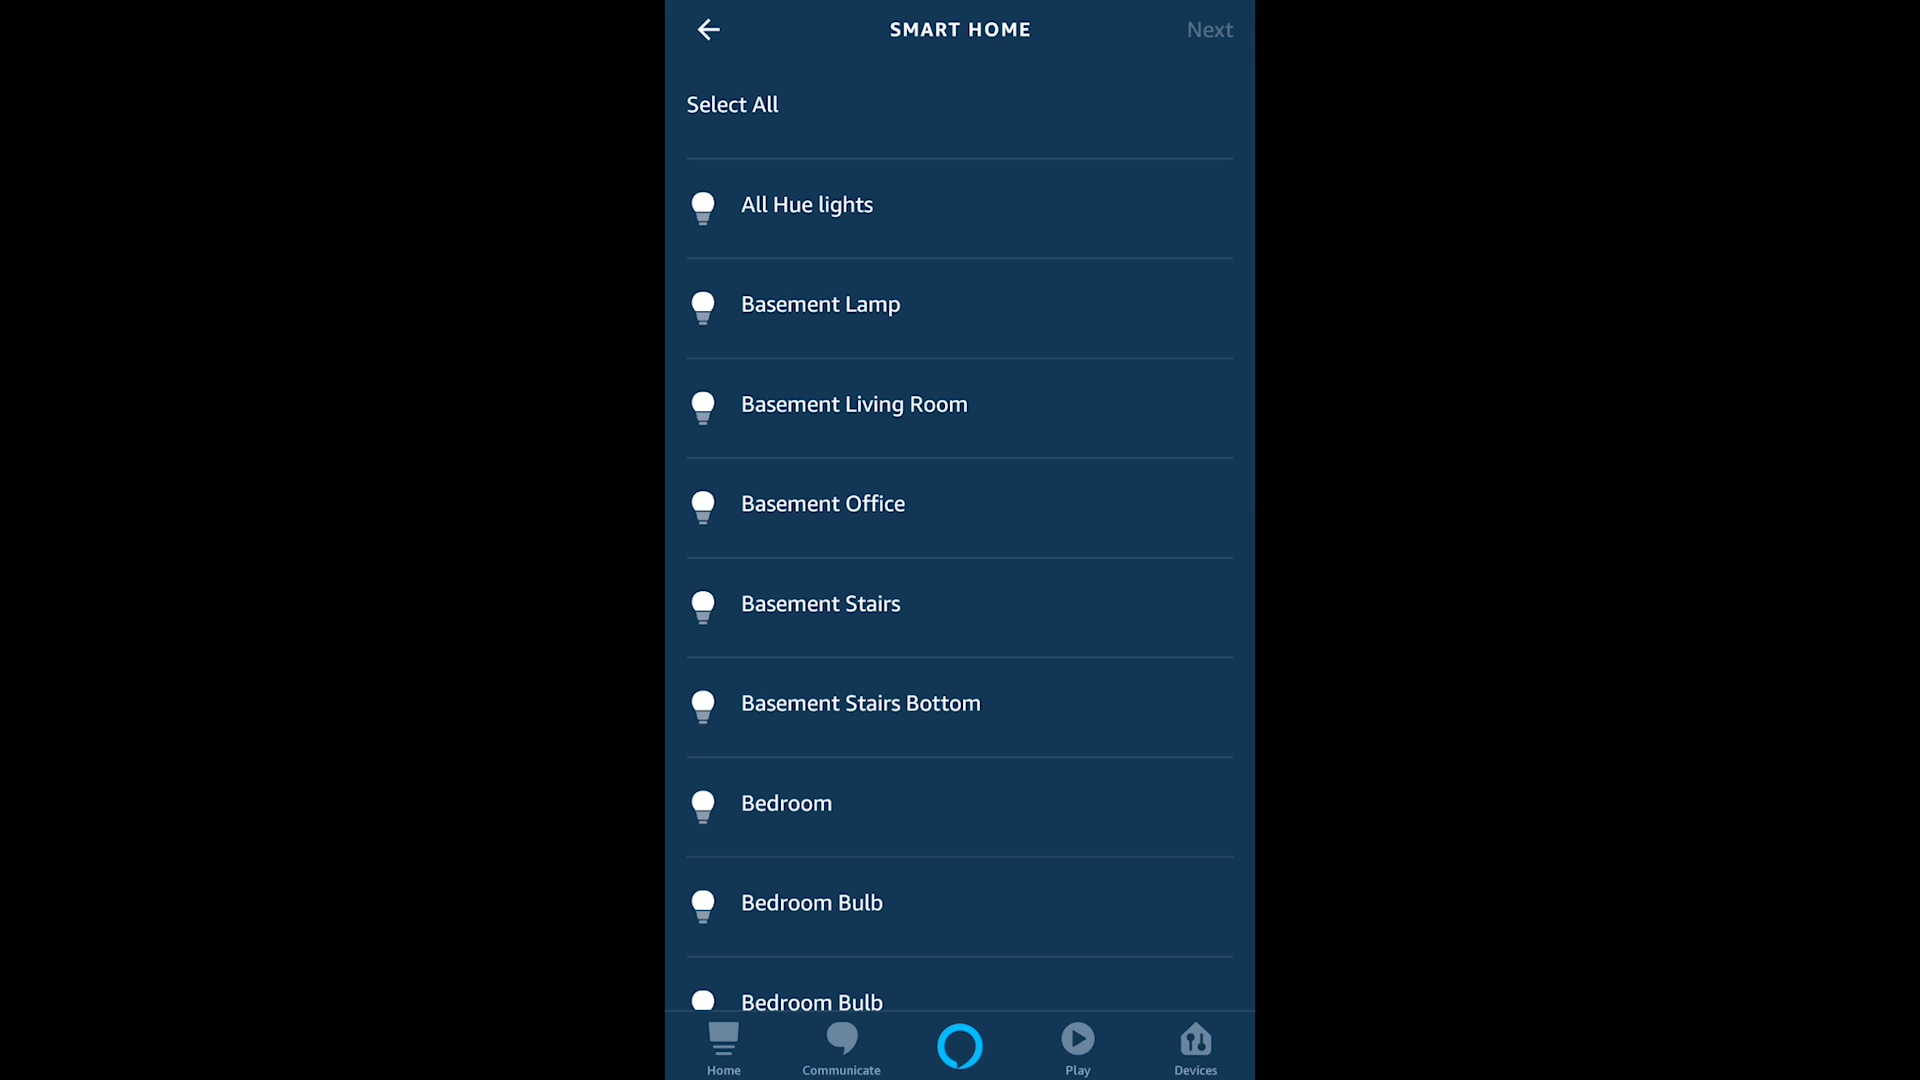 SMART HOME
Next
Select All
All Hue lights
Basement Lamp
Basement Living Room
Basement Office
Basement Stairs
Basement Stairs Bottom
Bedroom
Bedroom Bulb
Bedroom Bulb
Home
Communicate
Play
Devices